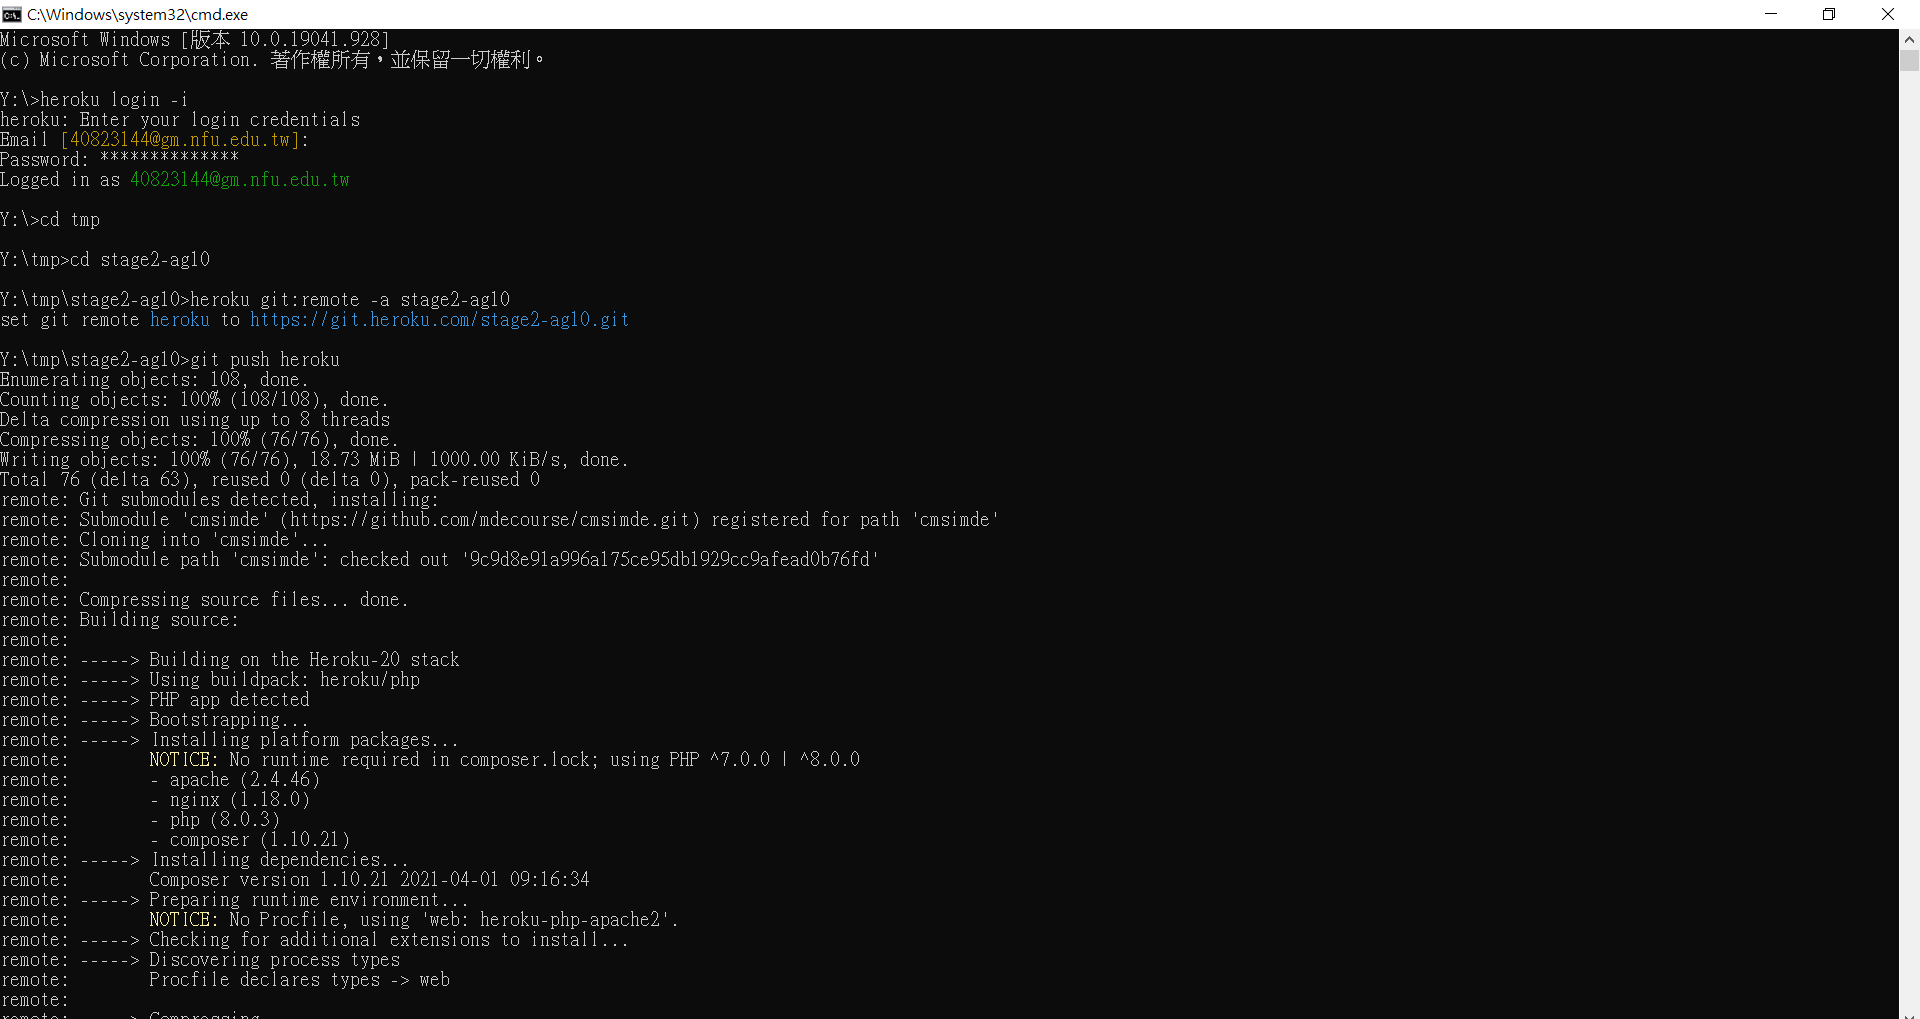 C:\Windows\system32\cmd.exe
Microsoft Windows [版本 10.0.19041.928]
(c) Microsoft Corporation. 著作權所有，並保留一切權利。
Y:\>heroku login -i
heroku: Enter your login credentials
Email [40823144@gm.nfu.edu.tw]:
Password: **************
Logged in as 40823144@gm.nfu.edu.tw
Y:\>cd tmp
Y:\tmp>cd stage2-ag10
Y:\tmp\stage2-ag10>heroku git:remote -a stage2-ag10
set git remote heroku to https://git.heroku.com/stage2-ag10.git
Y:\tmp\stage2-ag10>git push heroku
Enumerating objects: 108, done.
Counting objects: 100% (108/108), done.
Delta compression using up to 8 threads
Compressing objects: 100% (76/76), done.
Writing objects: 100% (76/76), 18.73 MiB | 1000.00 KiB/s, done.
Total 76 (delta 63), reused 0 (delta 0), pack-reused 0
remote: Git submodules detected, installing:
remote: Submodule 'cmsimde' (https://github.com/mdecourse/cmsimde.git) registered for path 'cmsimde'
remote: Cloning into 'cmsimde'...
remote: Submodule path 'cmsimde': checked out '9c9d8e91a996a175ce95db1929cc9afead0b76fd'
remote:
remote: Compressing source files... done.
remote: Building source:
remote:
remote: -----> Building on the Heroku-20 stack
remote: -----> Using buildpack: heroku/php
remote: -----> PHP app detected
remote: -----> Bootstrapping...
remote: -----> Installing platform packages...
remote:        NOTICE: No runtime required in composer.lock; using PHP ^7.0.0 | ^8.0.0
remote:        - apache (2.4.46)
remote:        - nginx (1.18.0)
remote:        - php (8.0.3)
remote:        - composer (1.10.21)
remote: -----> Installing dependencies...
remote:        Composer version 1.10.21 2021-04-01 09:16:34
remote: -----> Preparing runtime environment...
remote:        NOTICE: No Procfile, using 'web: heroku-php-apache2'.
remote: -----> Checking for additional extensions to install...
remote: -----> Discovering process types
remote:        Procfile declares types -> web
remote:
remote: -----> Compressing...